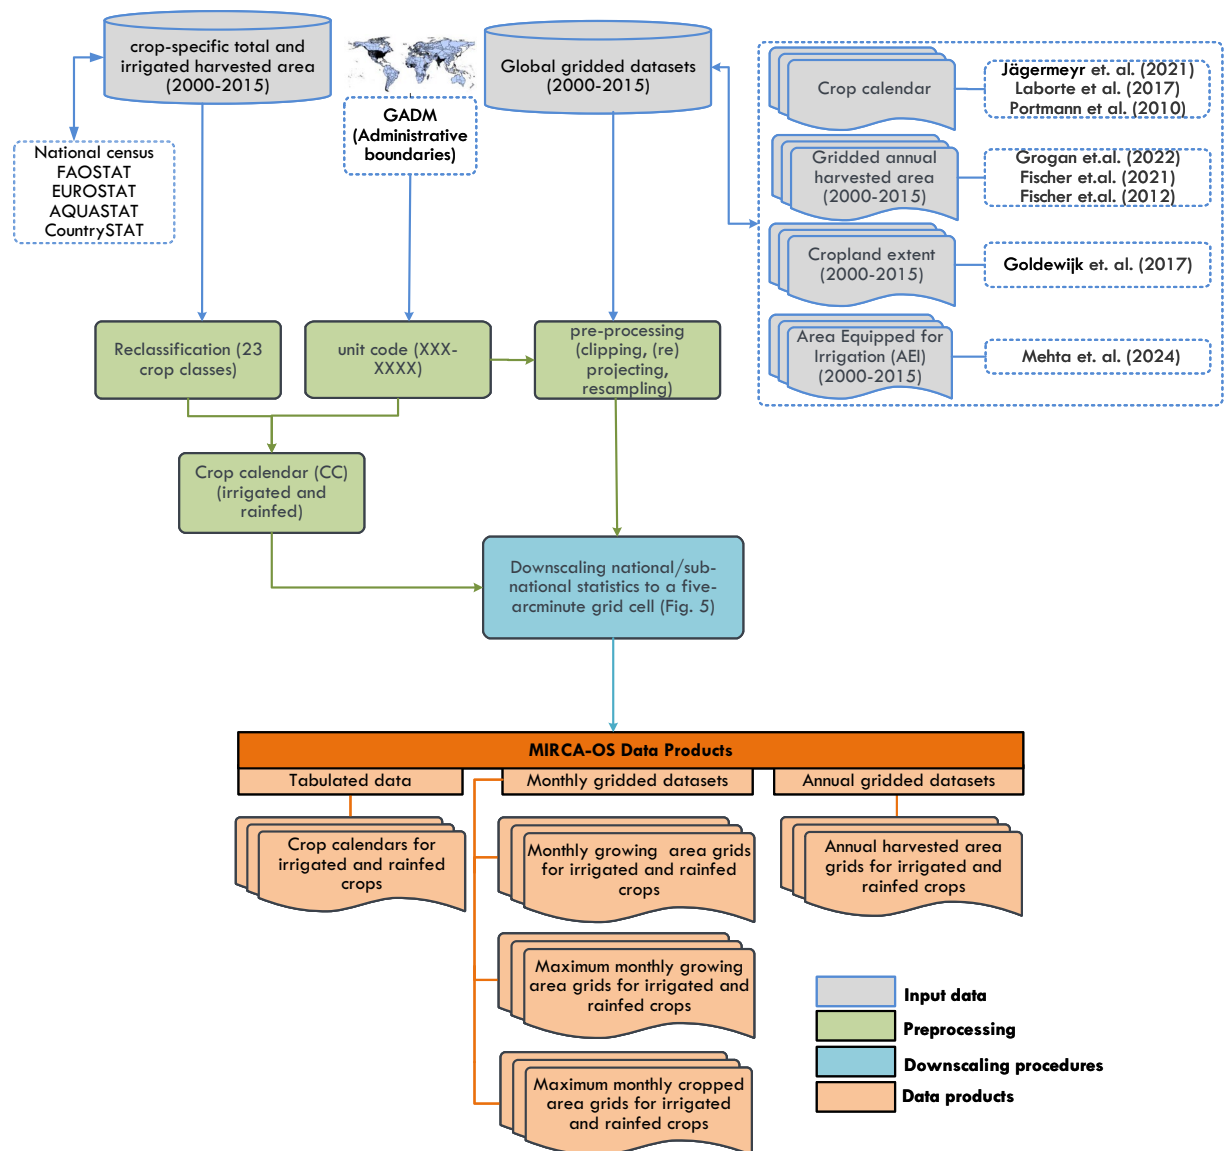 crop-specific total and
irrigated harvested area
(2000-2015)
National census
FAOSTAT
EUROSTAT
AQUASTAT
CountrySTAT
GADM
(Administrative
boundaries)
Global gridded datasets
(2000-2015)
Crop calendar
Jägermeyr et. al. (2021)
Laborte et al. (2017)
Portmann et al. (2010)
Gridded annual
harvested area
(2000-2015)
Grogan et.al. (2022)
Fischer et.al. (2021)
Fischer et.al. (2012)
Cropland extent
(2000-2015)
Goldewijk et. al. (2017)
Area Equipped for
Irrigation (AEI)
(2000-2015)
Mehta et. al. (2024)
Reclassification (23
crop classes)
unit code (XXX-
XXXX)
pre-processing
(clipping, (re)
projecting,
resampling)
Crop calendar (CC)
(irrigated and
rainfed)
Downscaling national/sub-
national statistics to a five-
arcminute grid cell (Fig. 5)
MIRCA-OS Data Products
Tabulated data
Monthly gridded datasets
Annual gridded datasets
Crop calendars for
irrigated and rainfed
crops
Monthly growing area grids
for irrigated and rainfed
crops
Annual harvested area
grids for irrigated and
rainfed crops
Maximum monthly growing
area grids for irrigated and
rainfed crops
Maximum monthly cropped
area grids for irrigated
and rainfed crops
Input data
Preprocessing
Downscaling procedures
Data products